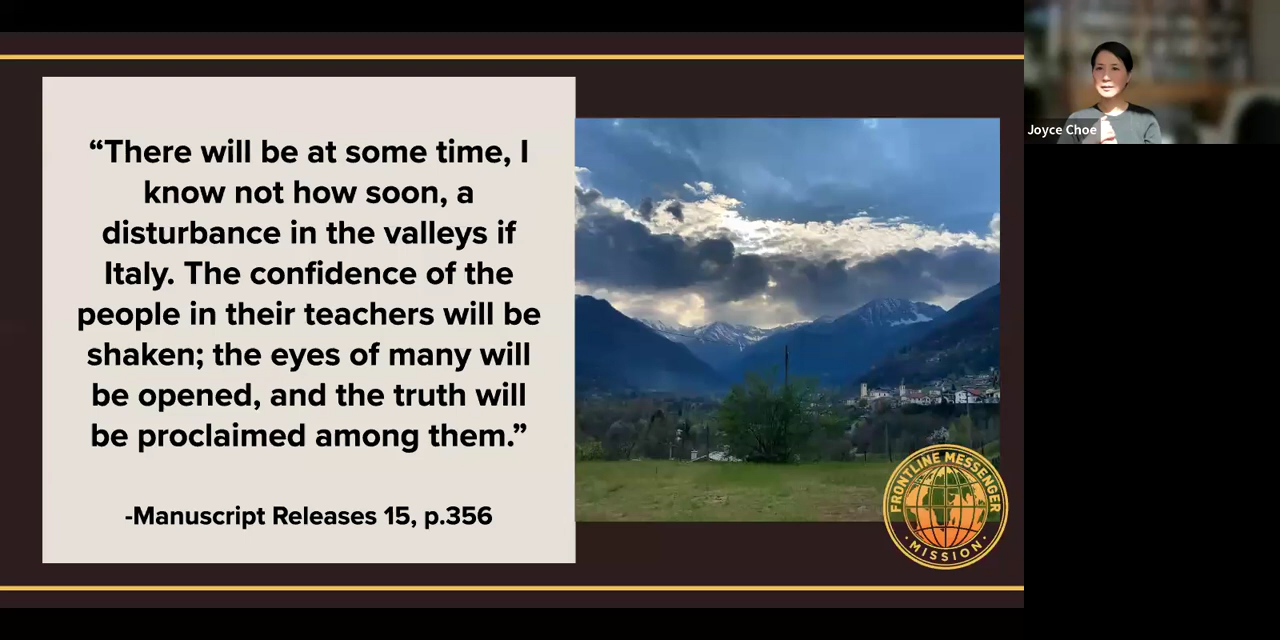 “There will be at some time, I
know not how soon, a
disturbance in the valleys if
Italy. The confidence of the
people in their teachers will be
shaken; the eyes of many will
be opened, and the truth will
be proclaimed among them.”
-Manuscript Releases 15, p.356
FRONTLINE MESSENGER
• MISSION •
Joyce Choe